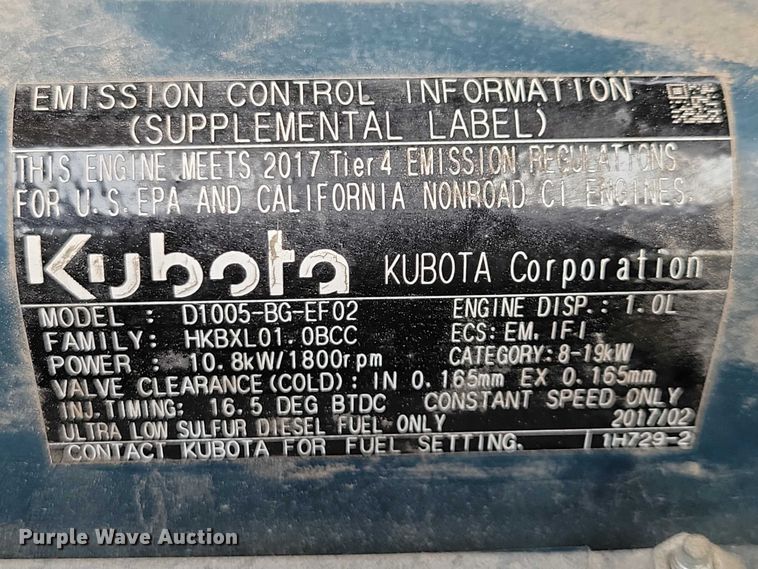 EMISSION CONTROL INFORMATION
(SUPPLEMENTAL LABEL)
THIS ENGINE MEETS 2017 Tier4 EMISSION REGULATIONS
FOR U.S.EPA AND CALIFORNIA NONROAD CI ENGINES.
Kubota KUBOTA Corporation
MODEL : D1005-BG-EF02 ENGINE DISP.: 1.0L
FAMILY: HKBXL01.0BCC ECS: EM, IFI
POWER : 10.8kW/1800rpm CATEGORY: 8-19kW
VALVE CLEARANCE (COLD): IN 0.165mm EX 0.165mm
INJ.TIMING: 16.5 DEG BTDC CONSTANT SPEED ONLY
ULTRA LOW SULFUR DIESEL FUEL ONLY 2017/02
CONTACT KUBOTA FOR FUEL SETTING. 1H729-2
Purple Wave Auction